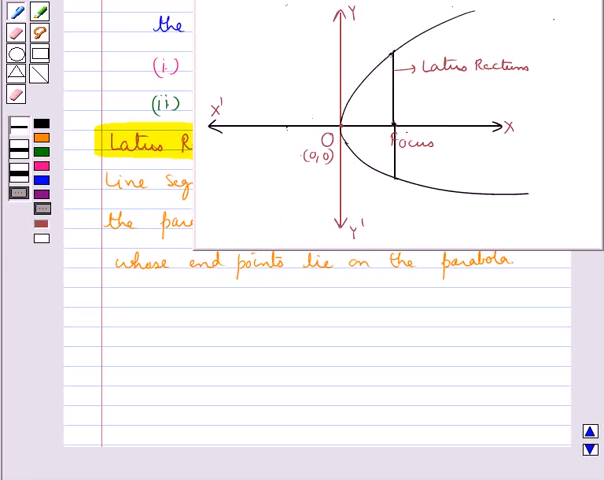 the
(i.)
(ii)
Latus R
Line Seg
the par
whose end points lie on the parabola.
Y
Latus Rectum
X'
X
O
Focus
(0,0)
Y'